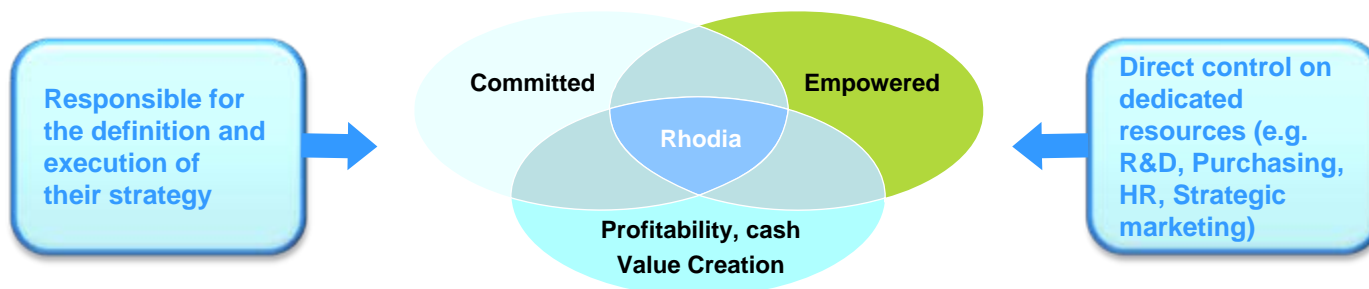 Responsible for
the definition and
execution of
their strategy
Committed
Empowered
Rhodia
Profitability, cash
Value Creation
Direct control on
dedicated
resources (e.g.
R&D, Purchasing,
HR, Strategic
marketing)